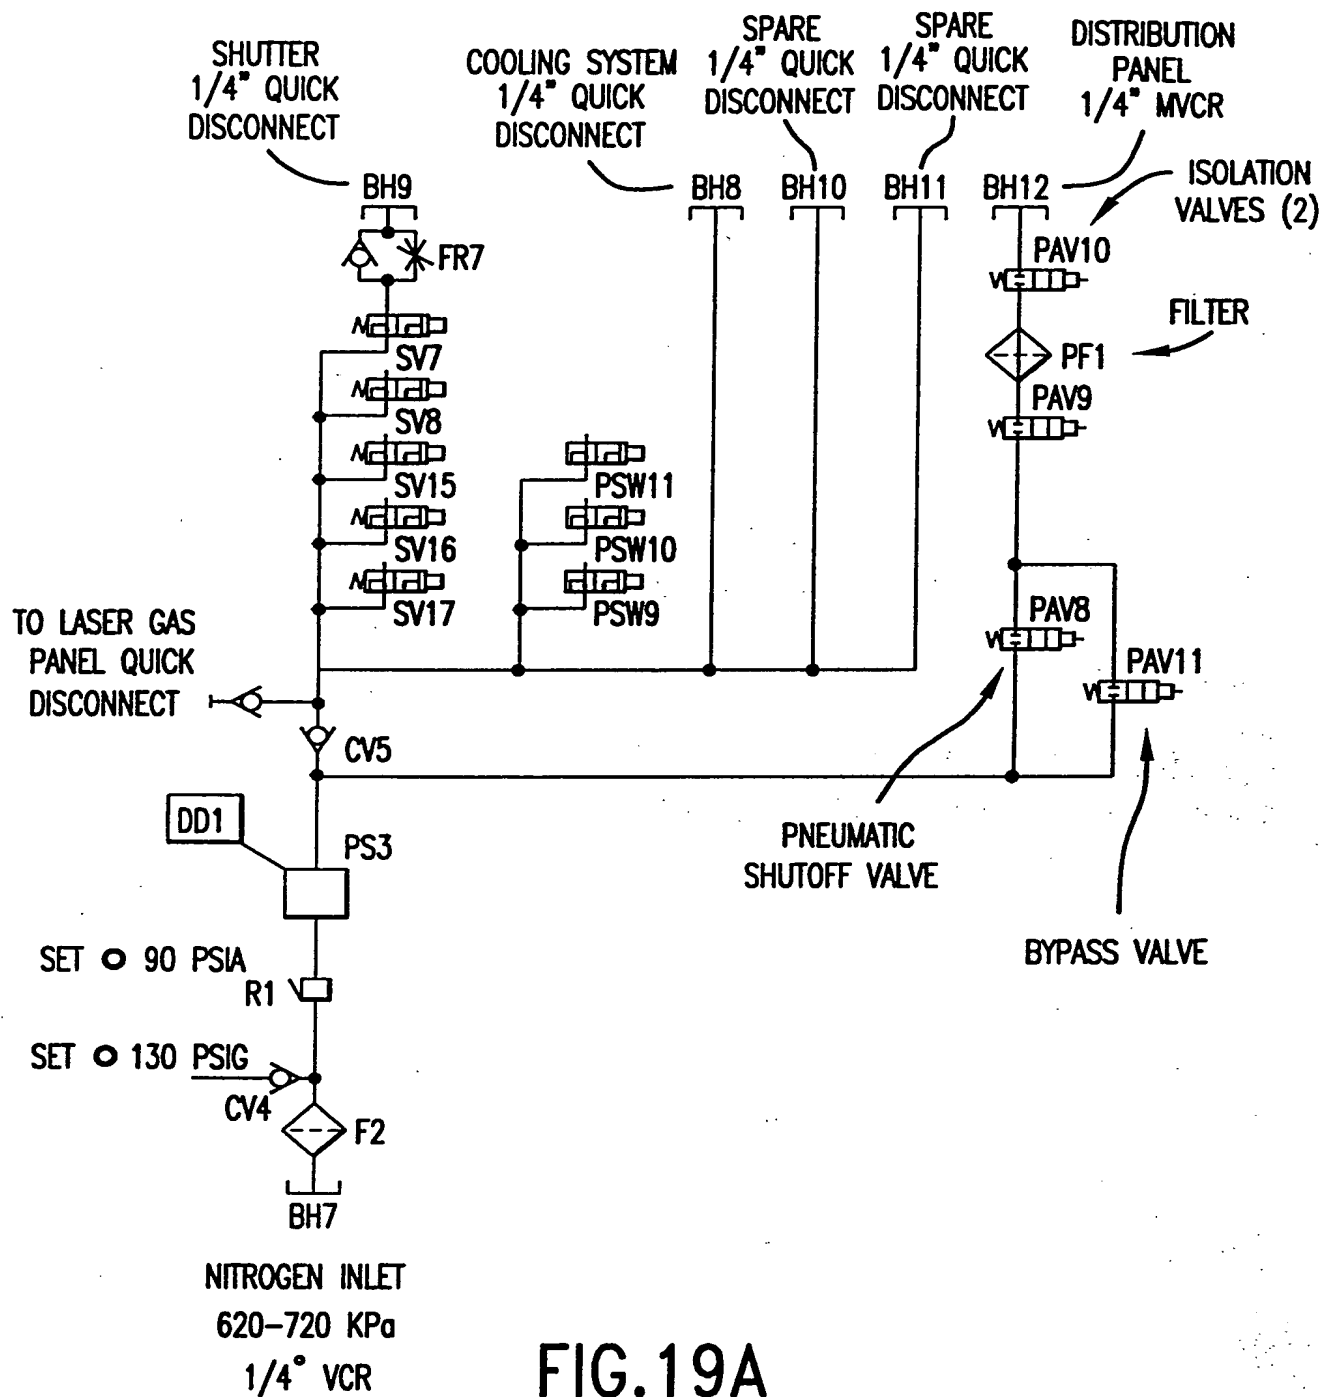 SHUTTER
1/4" QUICK
DISCONNECT
COOLING SYSTEM
1/4" QUICK
DISCONNECT
SPARE
1/4" QUICK
DISCONNECT
SPARE
1/4" QUICK
DISCONNECT
DISTRIBUTION
PANEL
1/4" MVCR
BH9
BH8
BH10
BH11
BH12
ISOLATION
VALVES (2)
FR7
PAV10
SV7
FILTER
PF1
SV8
PAV9
SV15
PSW11
SV16
PSW10
SV17
PSW9
TO LASER GAS
PANEL QUICK
DISCONNECT
PAV8
PAV11
CV5
DD1
PS3
PNEUMATIC
SHUTOFF VALVE
BYPASS VALVE
SET O 90 PSIA
R1
SET O 130 PSIG
CV4
F2
BH7
NITROGEN INLET
620-720 KPa
1/4° VCR
FIG.19A